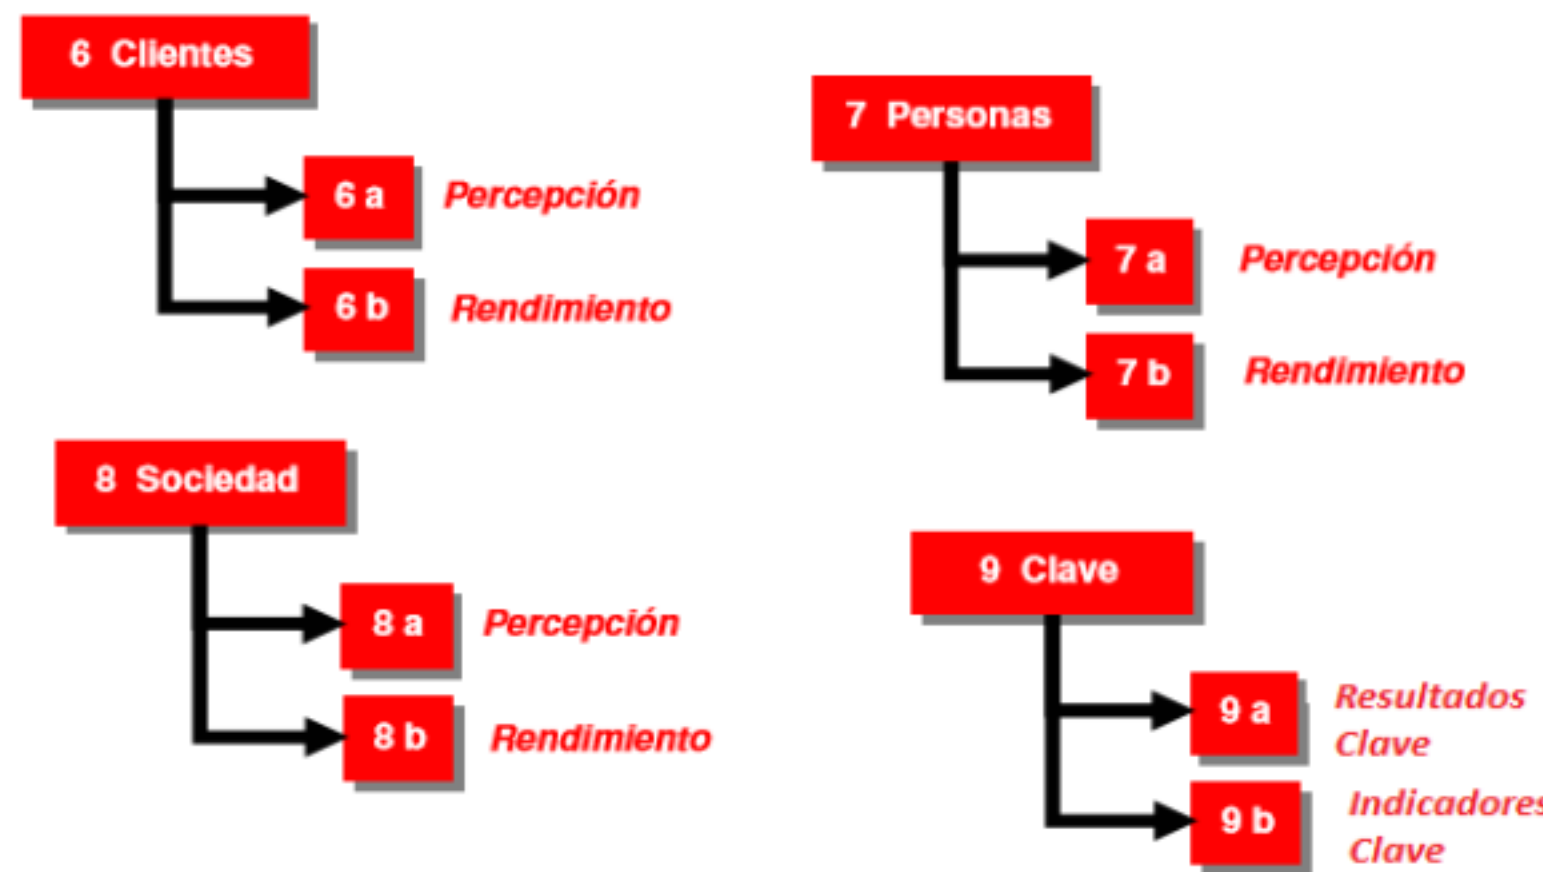 6 Clientes
6 a Percepción
6 b Rendimiento
7 Personas
7 a Percepción
7 b Rendimiento
8 Sociedad
8 a Percepción
8 b Rendimiento
9 Clave
9 a Resultados
Clave
9 b Indicadores
Clave